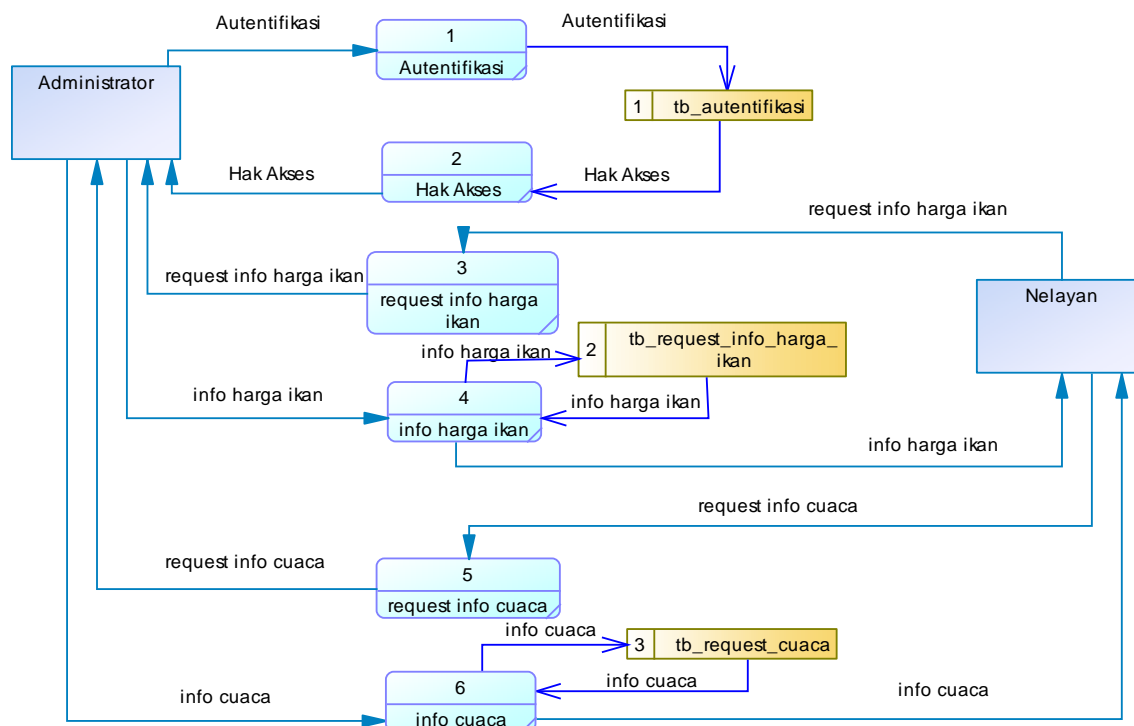 Autentifikasi
Autentifikasi
1
Autentifikasi
Administrator
1 tb_autentifikasi
2
Hak Akses
Hak Akses
Hak Akses
request info harga ikan
3
request info harga
ikan
request info harga ikan
Nelayan
2 tb_request_info_harga_
ikan
info harga ikan
info harga ikan
4
info harga ikan
info harga ikan
info harga ikan
request info cuaca
request info cuaca
5
request info cuaca
info cuaca
3 tb_request_cuaca
6
info cuaca
info cuaca
info cuaca
info cuaca